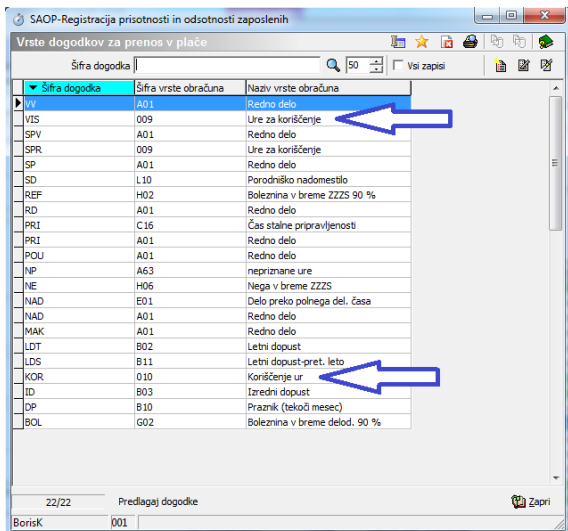 SAOP-Registracija prisotnosti in odsotnosti zaposlenih
Vrste dogodkov za prenos v plače
Šifra dogodka 50 Vsi zapisi
Šifra dogodka Šifra vrste obračuna Naziv vrste obračuna
VV A01 Redno delo
VIS 009 Ure za koriščenje
SPV A01 Redno delo
SPR 009 Ure za koriščenje
SP A01 Redno delo
SD L10 Porodniško nadomestilo
REF H02 Boleznina v breme ZZZS 90 %
RD A01 Redno delo
PRI C16 Čas stalne pripravljenosti
PRI A01 Redno delo
POU A01 Redno delo
NP A63 nepriznane ure
NE H06 Nega v breme ZZZS
NAD E01 Delo preko polnega del. časa
NAD A01 Redno delo
MAK A01 Redno delo
LDT B02 Letni dopust
LDS B11 Letni dopust-pret. leto
KOR 010 Koriščenje ur
ID B03 Izredni dopust
DP B10 Praznik (tekoči mesec)
BOL G02 Boleznina v breme delod. 90 %
22/22 Predlagaj dogodke Zapri
BorisK 001